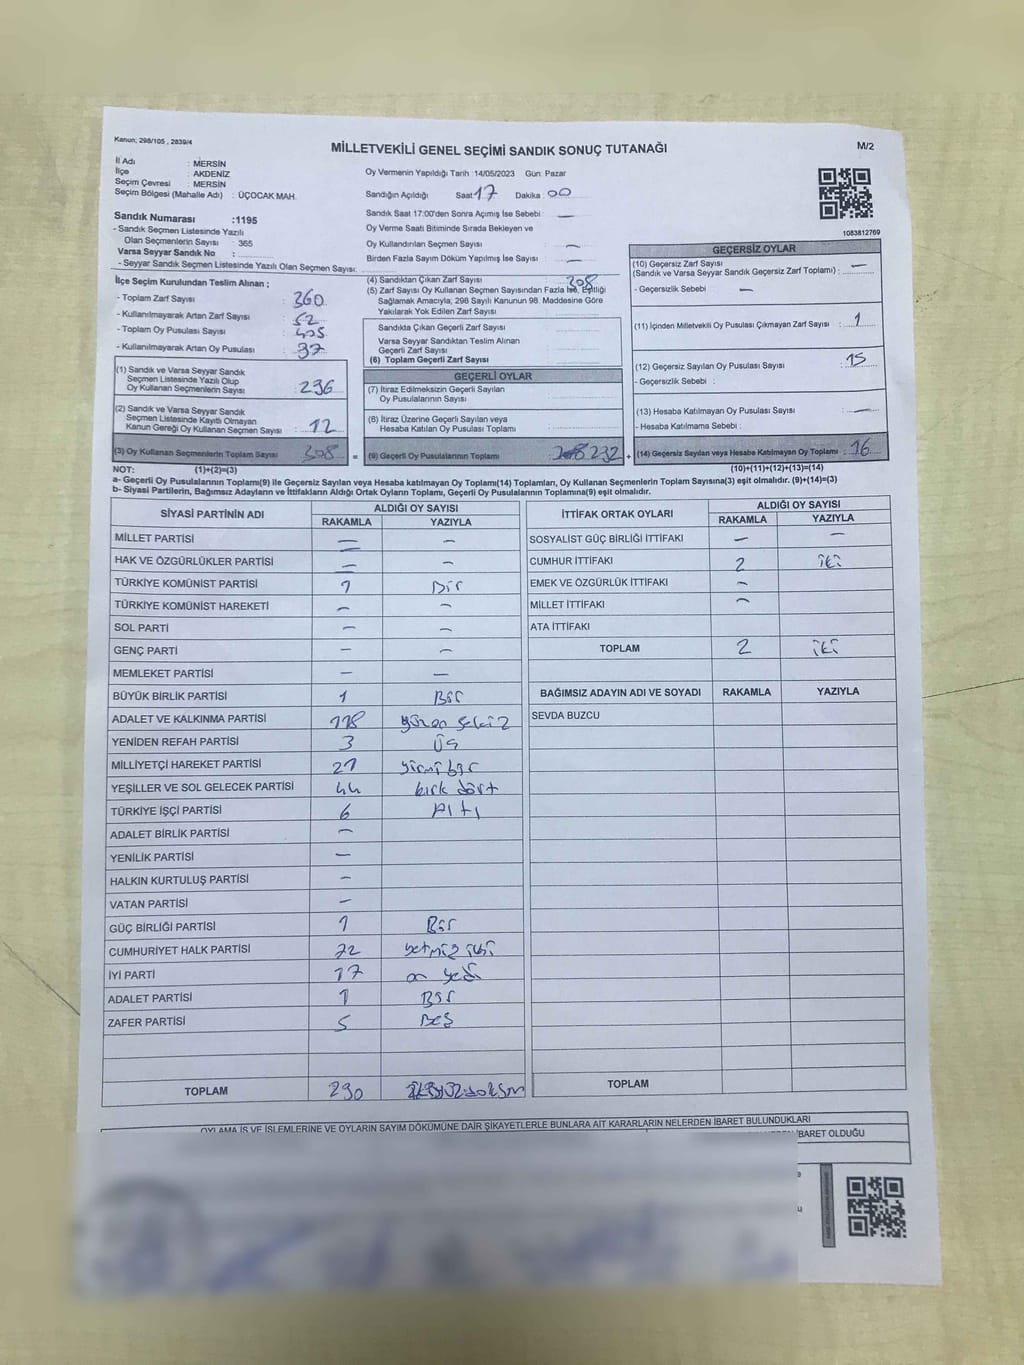 Kanun: 298/105 , 2839/4
MİLLETVEKİLİ GENEL SEÇİMİ SANDIK SONUÇ TUTANAĞI
M/2
İl Adı : MERSİN
İlçe : AKDENİZ
Seçim Çevresi : MERSİN
Seçim Bölgesi (Mahalle Adı) : ÜÇOCAK MAH.
Sandık Numarası :1195
- Sandık Seçmen Listesinde Yazılı
Olan Seçmenlerin Sayısı : 365
Varsa Seyyar Sandık No :
- Seyyar Sandık Seçmen Listesinde Yazılı Olan Seçmen Sayısı:
Oy Vermenin Yapıldığı Tarih : 14/05/2023 Gün: Pazar
Sandığın Açıldığı Saat 17 Dakika : 00
Sandık Saat 17:00'den Sonra Açımış İse Sebebi : —
Oy Verme Saati Bitiminde Sırada Bekleyen ve
Oy Kullandırılan Seçmen Sayısı : —
Birden Fazla Sayım Döküm Yapılmış İse Sayısı : —
1083812769
İlçe Seçim Kurulundan Teslim Alınan ;
- Toplam Zarf Sayısı : 360
- Kullanılmayarak Artan Zarf Sayısı : 52
- Toplam Oy Pusulası Sayısı : 405
- Kullanılmayarak Artan Oy Pusulası : 37
(1) Sandık ve Varsa Seyyar Sandık
Seçmen Listesinde Yazılı Olup
Oy Kullanan Seçmenlerin Sayısı : 296
(2) Sandık ve Varsa Seyyar Sandık
Seçmen Listesinde Kayıtlı Olmayan
Kanun Gereği Oy Kullanan Seçmen Sayısı : 12
(3) Oy Kullanan Seçmenlerin Toplam Sayısı 308 =
(4) Sandıktan Çıkan Zarf Sayısı : 308
(5) Zarf Sayısı Oy Kullanan Seçmen Sayısından Fazla İse, Eşitliği
Sağlamak Amacıyla, 298 Sayılı Kanunun 98. Maddesine Göre
Yakılarak Yok Edilen Zarf Sayısı :
Sandıkta Çıkan Geçerli Zarf Sayısı
Varsa Seyyar Sandıktan Teslim Alınan
Geçerli Zarf Sayısı
(6) Toplam Geçerli Zarf Sayısı
GEÇERLİ OYLAR
(7) İtiraz Edilmeksizin Geçerli Sayılan
Oy Pusulalarının Sayısı :
(8) İtiraz Üzerine Geçerli Sayılan veya
Hesaba Katılan Oy Pusulası Toplamı :
(9) Geçerli Oy Pusulalarının Toplamı : 232 +
GEÇERSİZ OYLAR
(10) Geçersiz Zarf Sayısı —
(Sandık ve Varsa Seyyar Sandık Geçersiz Zarf Toplamı) :
- Geçersizlik Sebebi : —
(11) İçinden Milletvekili Oy Pusulası Çıkmayan Zarf Sayısı : 1
(12) Geçersiz Sayılan Oy Pusulası Sayısı : 15
- Geçersizlik Sebebi :
(13) Hesaba Katılmayan Oy Pusulası Sayısı : —
- Hesaba Katılmama Sebebi :
(14) Geçersiz Sayılan veya Hesaba Katılmayan Oy Toplamı : 16
NOT: (1)+(2)=(3) (10)+(11)+(12)+(13)=(14)
a- Geçerli Oy Pusulalarının Toplamı(9) ile Geçersiz Sayılan veya Hesaba katılmayan Oy Toplamı(14) Toplamları, Oy Kullanan Seçmenlerin Toplam Sayısına(3) eşit olmalıdır. (9)+(14)=(3)
b- Siyasi Partilerin, Bağımsız Adayların ve İttifakların Aldığı Ortak Oyların Toplamı, Geçerli Oy Pusulalarının Toplamına(9) eşit olmalıdır.
SİYASİ PARTİNİN ADI ALDIĞI OY SAYISI
RAKAMLA YAZIYLA
MİLLET PARTİSİ — —
HAK VE ÖZGÜRLÜKLER PARTİSİ — —
TÜRKİYE KOMÜNİST PARTİSİ 1 Bir
TÜRKİYE KOMÜNİST HAREKETİ — —
SOL PARTİ — —
GENÇ PARTİ — —
MEMLEKET PARTİSİ — —
BÜYÜK BİRLİK PARTİSİ 1 Bir
ADALET VE KALKINMA PARTİSİ 118 yüzon sekiz
YENİDEN REFAH PARTİSİ 3 Üç
MİLLİYETÇİ HAREKET PARTİSİ 21 yirmi bir
YEŞİLLER VE SOL GELECEK PARTİSİ 44 kırk dört
TÜRKİYE İŞÇİ PARTİSİ 6 Altı
ADALET BİRLİK PARTİSİ —
YENİLİK PARTİSİ —
HALKIN KURTULUŞ PARTİSİ —
VATAN PARTİSİ —
GÜÇ BİRLİĞİ PARTİSİ 1 Bir
CUMHURİYET HALK PARTİSİ 72 yetmiş iki
İYİ PARTİ 17 on yedi
ADALET PARTİSİ 1 Bir
ZAFER PARTİSİ 5 Beş
TOPLAM 290
İTTİFAK ORTAK OYLARI ALDIĞI OY SAYISI
RAKAMLA YAZIYLA
SOSYALİST GÜÇ BİRLİĞİ İTTİFAKI — —
CUMHUR İTTİFAKI 2 iki
EMEK VE ÖZGÜRLÜK İTTİFAKI —
MİLLET İTTİFAKI —
ATA İTTİFAKI
TOPLAM 2 iki
BAĞIMSIZ ADAYIN ADI VE SOYADI RAKAMLA YAZIYLA
SEVDA BUZCU
TOPLAM
OYLAMA İŞ VE İŞLEMLERİNE VE OYLARIN SAYIM DÖKÜMÜNE DAİR ŞİKAYETLERLE BUNLARA AİT KARARLARIN NELERDEN İBARET BULUNDUKLARI
İBARET OLDUĞU